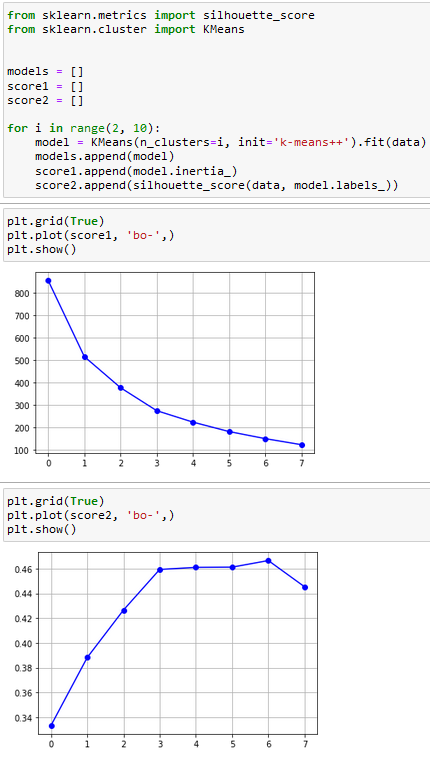 from sklearn.metrics import silhouette_score
from sklearn.cluster import KMeans
models = []
score1 = []
score2 = []
for i in range(2, 10):
    model = KMeans(n_clusters=i, init='k-means++').fit(data)
    models.append(model)
    score1.append(model.inertia_)
    score2.append(silhouette_score(data, model.labels_))
plt.grid(True)
plt.plot(score1, 'bo-',)
plt.show()
800
700
600
500
400
300
200
100
0 1 2 3 4 5 6 7
plt.grid(True)
plt.plot(score2, 'bo-',)
plt.show()
0.46
0.44
0.42
0.40
0.38
0.36
0.34
0 1 2 3 4 5 6 7